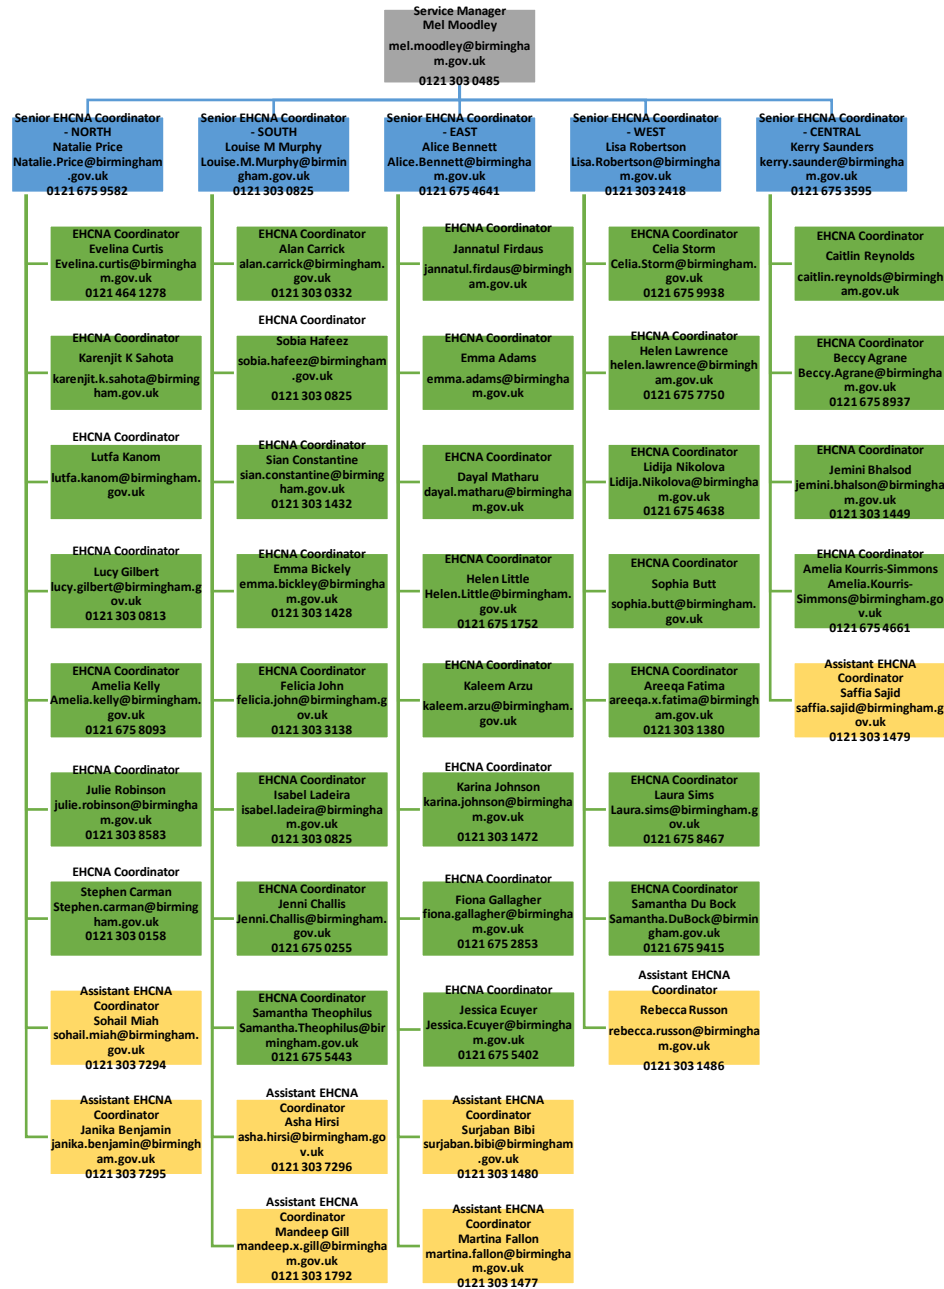 Service Manager
Mel Moodley
mel.moodley@birmingha
m.gov.uk
0121 303 0485
Senior EHCNA Coordinator
- NORTH
Natalie Price
Natalie.Price@birmingham
.gov.uk
0121 675 9582
EHCNA Coordinator
Evelina Curtis
Evelina.curtis@birmingha
m.gov.uk
0121 464 1278
EHCNA Coordinator
Karenjit K Sahota
karenjit.k.sahota@birming
ham.gov.uk
EHCNA Coordinator
Lutfa Kanom
lutfa.kanom@birmingham.
gov.uk
EHCNA Coordinator
Lucy Gilbert
lucy.gilbert@birmingham.g
ov.uk
0121 303 0813
EHCNA Coordinator
Amelia Kelly
Amelia.kelly@birmingham.
gov.uk
0121 675 8093
EHCNA Coordinator
Julie Robinson
julie.robinson@birmingha
m.gov.uk
0121 303 8583
EHCNA Coordinator
Stephen Carman
Stephen.carman@birming
ham.gov.uk
0121 303 0158
Assistant EHCNA
Coordinator
Sohail Miah
sohail.miah@birmingham.
gov.uk
0121 303 7294
Assistant EHCNA
Coordinator
Janika Benjamin
janika.benjamin@birmingh
am.gov.uk
0121 303 7295
Senior EHCNA Coordinator
- SOUTH
Louise M Murphy
Louise.M.Murphy@birmin
gham.gov.uk
0121 303 0825
EHCNA Coordinator
Alan Carrick
alan.carrick@birmingham.
gov.uk
0121 303 0332
EHCNA Coordinator
Sobia Hafeez
sobia.hafeez@birmingham
.gov.uk
0121 303 0825
EHCNA Coordinator
Sian Constantine
sian.constantine@birming
ham.gov.uk
0121 303 1432
EHCNA Coordinator
Emma Bickely
emma.bickley@birmingha
m.gov.uk
0121 303 1428
EHCNA Coordinator
Felicia John
felicia.john@birmingham.g
ov.uk
0121 303 3138
EHCNA Coordinator
Isabel Ladeira
isabel.ladeira@birmingha
m.gov.uk
0121 303 0825
EHCNA Coordinator
Jenni Challis
Jenni.Challis@birmingham.
gov.uk
0121 675 0255
EHCNA Coordinator
Samantha Theophilus
Samantha.Theophilus@bir
mingham.gov.uk
0121 675 5443
Assistant EHCNA
Coordinator
Asha Hirsi
asha.hirsi@birmingham.go
v.uk
0121 303 7296
Assistant EHCNA
Coordinator
Mandeep Gill
mandeep.x.gill@birmingha
m.gov.uk
0121 303 1792
Senior EHCNA Coordinator
- EAST
Alice Bennett
Alice.Bennett@birmingha
m.gov.uk
0121 675 4641
EHCNA Coordinator
Jannatul Firdaus
jannatul.firdaus@birmingh
am.gov.uk
EHCNA Coordinator
Emma Adams
emma.adams@birmingha
m.gov.uk
EHCNA Coordinator
Dayal Matharu
dayal.matharu@birmingha
m.gov.uk
EHCNA Coordinator
Helen Little
Helen.Little@birmingham.
gov.uk
0121 675 1752
EHCNA Coordinator
Kaleem Arzu
kaleem.arzu@birmingham.
gov.uk
EHCNA Coordinator
Karina Johnson
karina.johnson@birmingha
m.gov.uk
0121 303 1472
EHCNA Coordinator
Fiona Gallagher
fiona.gallagher@birmingha
m.gov.uk
0121 675 2853
EHCNA Coordinator
Jessica Ecuyer
Jessica.Ecuyer@birmingha
m.gov.uk
0121 675 5402
Assistant EHCNA
Coordinator
Surjaban Bibi
surjaban.bibi@birmingham
.gov.uk
0121 303 1480
Assistant EHCNA
Coordinator
Martina Fallon
martina.fallon@birmingha
m.gov.uk
0121 303 1477
Senior EHCNA Coordinator
- WEST
Lisa Robertson
Lisa.Robertson@birmingha
m.gov.uk
0121 303 2418
EHCNA Coordinator
Celia Storm
Celia.Storm@birmingham.
gov.uk
0121 675 9938
EHCNA Coordinator
Helen Lawrence
helen.lawrence@birmingh
am.gov.uk
0121 675 7750
EHCNA Coordinator
Lidija Nikolova
Lidija.Nikolova@birmingha
m.gov.uk
0121 675 4638
EHCNA Coordinator
Sophia Butt
sophia.butt@birmingham.
gov.uk
EHCNA Coordinator
Areeqa Fatima
areeqa.x.fatima@birmingh
am.gov.uk
0121 303 1380
EHCNA Coordinator
Laura Sims
Laura.sims@birmingham.g
ov.uk
0121 675 8467
EHCNA Coordinator
Samantha Du Bock
Samantha.DuBock@birmin
gham.gov.uk
0121 675 9415
Assistant EHCNA
Coordinator
Rebecca Russon
rebecca.russon@birmingha
m.gov.uk
0121 303 1486
Senior EHCNA Coordinator
- CENTRAL
Kerry Saunders
kerry.saunder@birmingha
m.gov.uk
0121 675 3595
EHCNA Coordinator
Caitlin Reynolds
caitlin.reynolds@birmingh
am.gov.uk
EHCNA Coordinator
Beccy Agrane
Beccy.Agrane@birmingha
m.gov.uk
0121 675 8937
EHCNA Coordinator
Jemini Bhalsod
jemini.bhalson@birmingha
m.gov.uk
0121 303 1449
EHCNA Coordinator
Amelia Kourris-Simmons
Amelia.Kourris-
Simmons@birmingham.go
v.uk
0121 675 4661
Assistant EHCNA
Coordinator
Saffia Sajid
saffia.sajid@birmingham.g
ov.uk
0121 303 1479